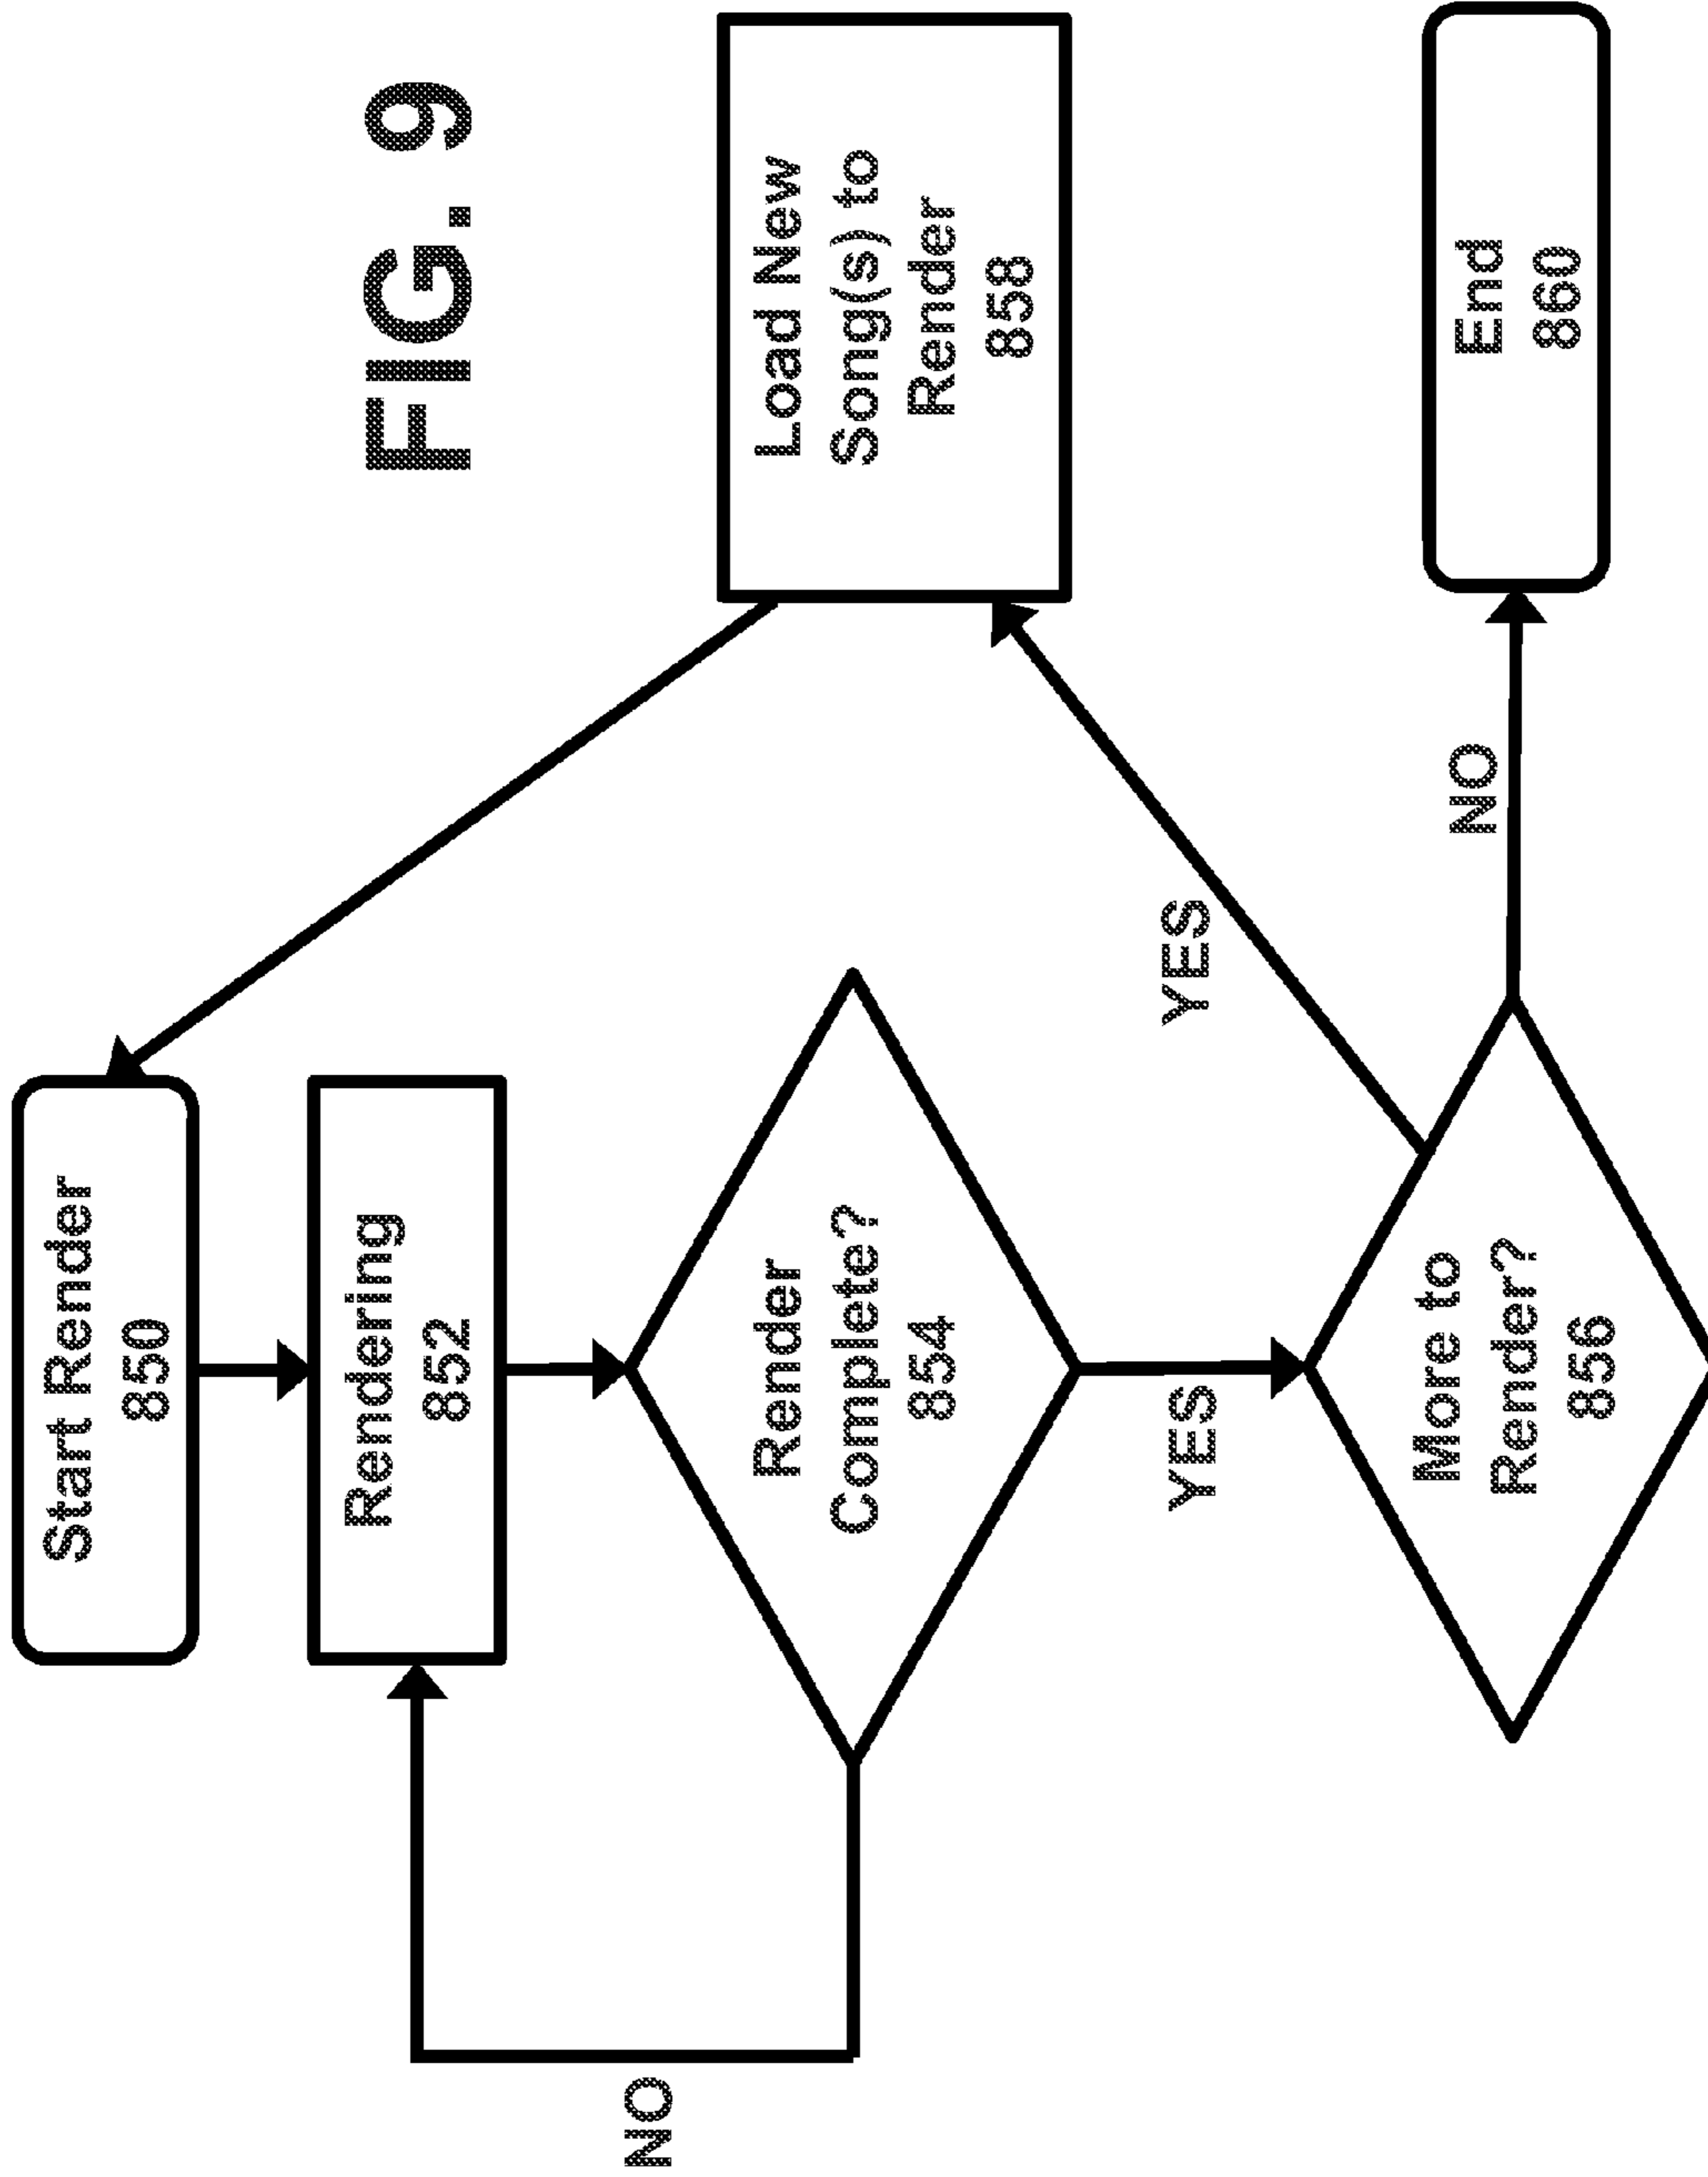 FIG. 9
Start Render
850
Rendering
852
NO
Render
Complete?
854
YES
More to
Render?
856
YES
NO
Load New
Song(s) to
Render
858
End
860